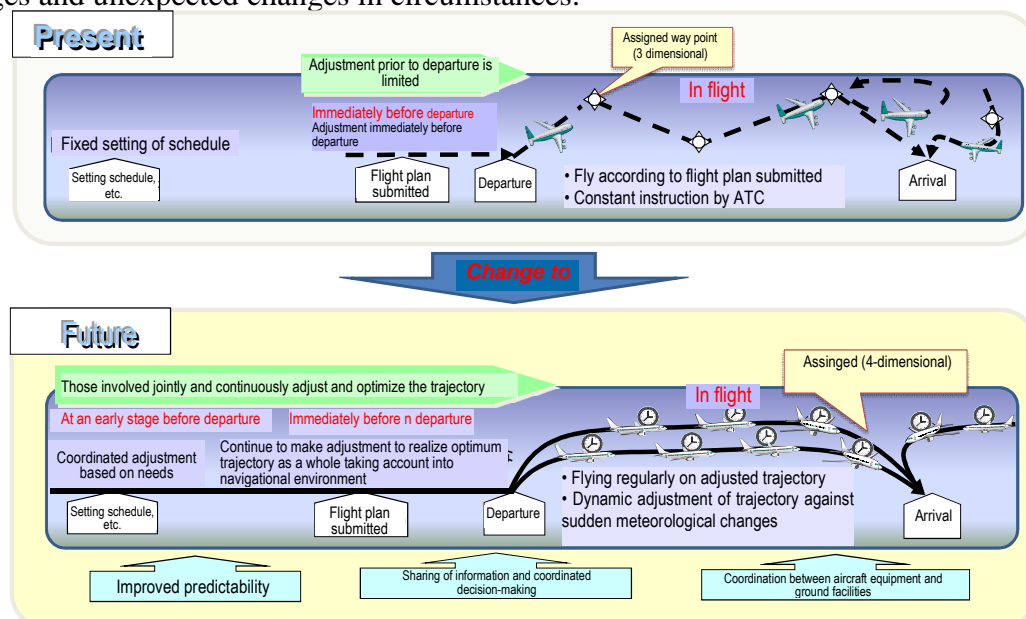 ges and unexpected changes in circumstances.
Present
Assigned way point
(3 dimensional)
Adjustment prior to departure is
limited
In flight
Immediately before departure
Adjustment immediately before
departure
Fixed setting of schedule
Setting schedule,
etc.
Flight plan
submitted
Departure
• Fly according to flight plan submitted
• Constant instruction by ATC
Arrival
Change to
Future
Assinged (4-dimensional)
Those involved jointly and continuously adjust and optimize the trajectory
In flight
At an early stage before departure
Immediately before n departure
Coordinated adjustment
based on needs
Continue to make adjustment to realize optimum
trajectory as a whole taking account into
navigational environment
• Flying regularly on adjusted trajectory
• Dynamic adjustment of trajectory against
sudden meteorological changes
Setting schedule,
etc.
Flight plan
submitted
Departure
Arrival
Improved predictability
Sharing of information and coordinated
decision-making
Coordination between aircraft equipment and
ground facilities